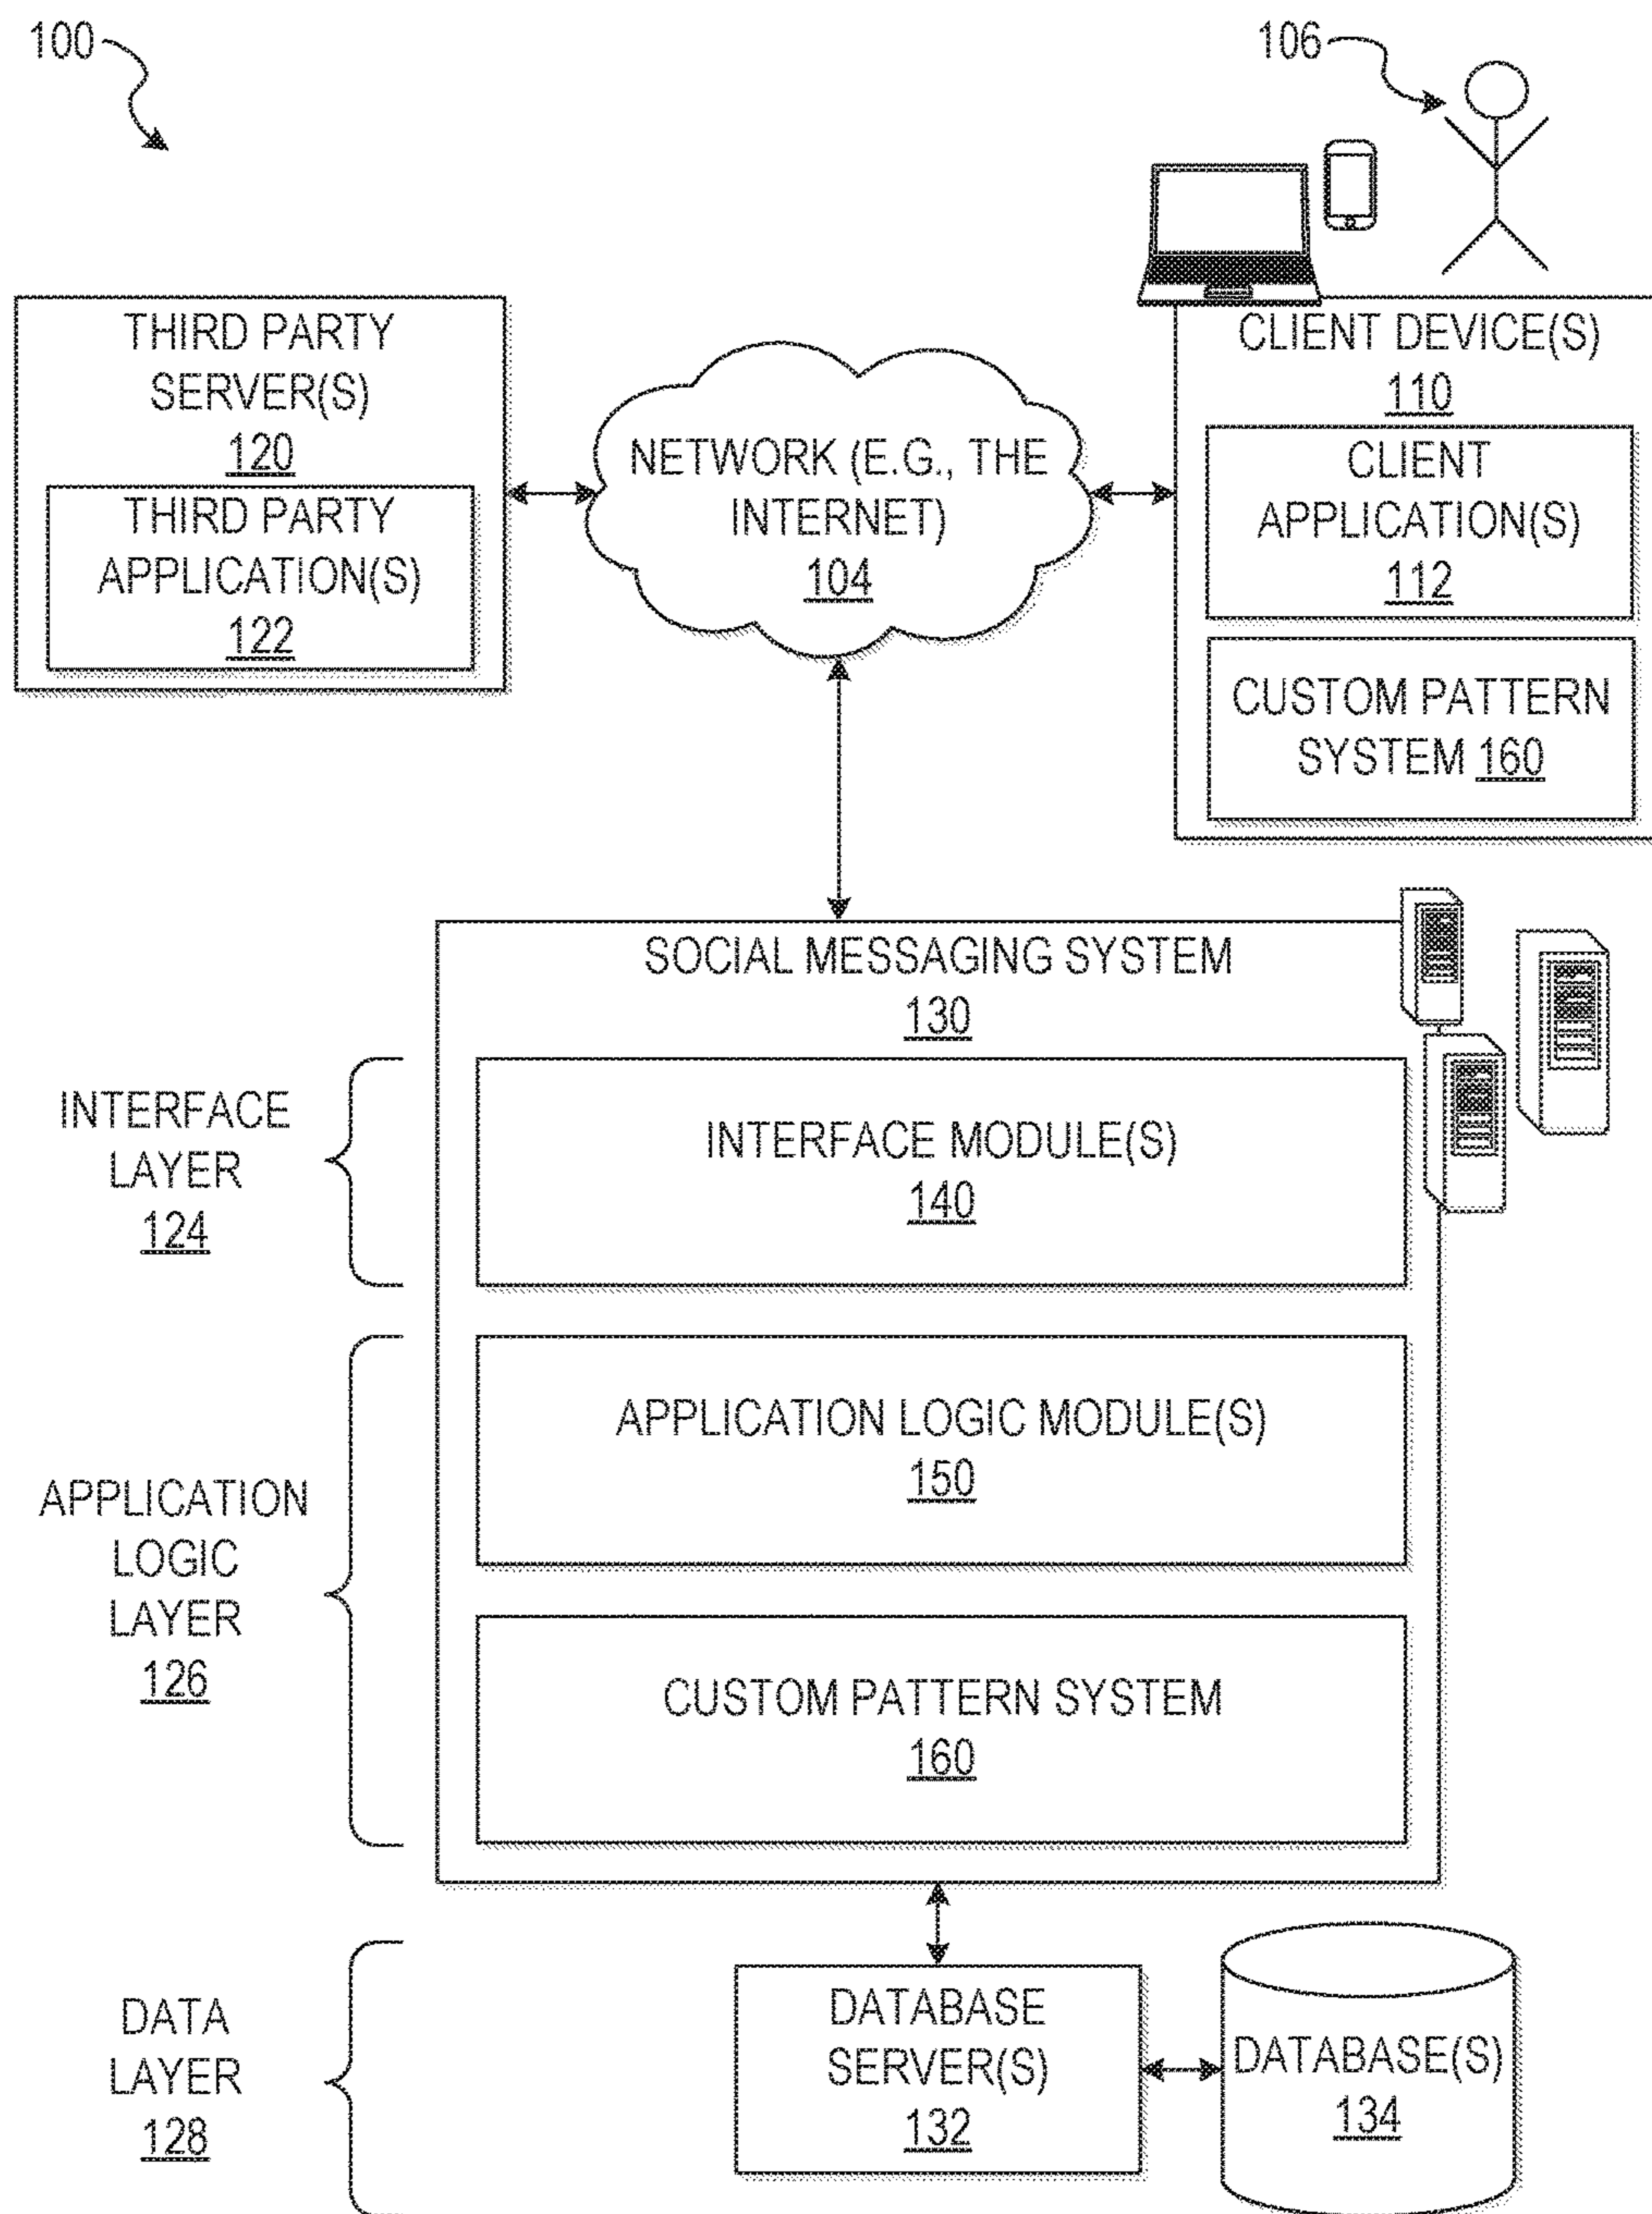 100
106
THIRD PARTY
SERVER(S)
120
THIRD PARTY
APPLICATION(S)
122
NETWORK (E.G., THE
INTERNET)
104
CLIENT DEVICE(S)
110
CLIENT
APPLICATION(S)
112
CUSTOM PATTERN
SYSTEM 160
SOCIAL MESSAGING SYSTEM
130
INTERFACE
LAYER
124
INTERFACE MODULE(S)
140
APPLICATION
LOGIC
LAYER
126
APPLICATION LOGIC MODULE(S)
150
CUSTOM PATTERN SYSTEM
160
DATA
LAYER
128
DATABASE
SERVER(S)
132
DATABASE(S)
134